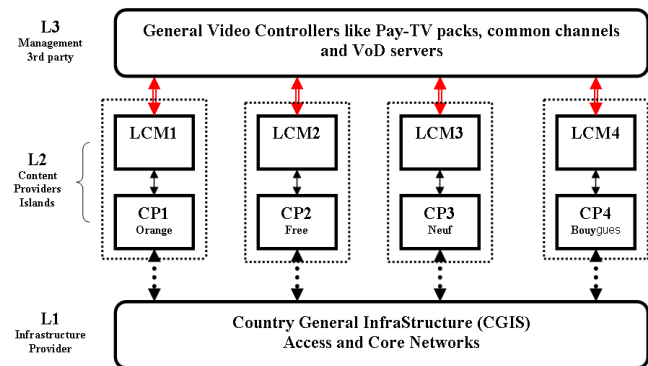 L3
Management
3rd party
General Video Controllers like Pay-TV packs, common channels
and VoD servers
L2
Content
Providers
Islands
LCM1
LCM2
LCM3
LCM4
CP1
Orange
CP2
Free
CP3
Neuf
CP4
Bouygues
L1
Infrastructure
Provider
Country General InfraStructure (CGIS)
Access and Core Networks